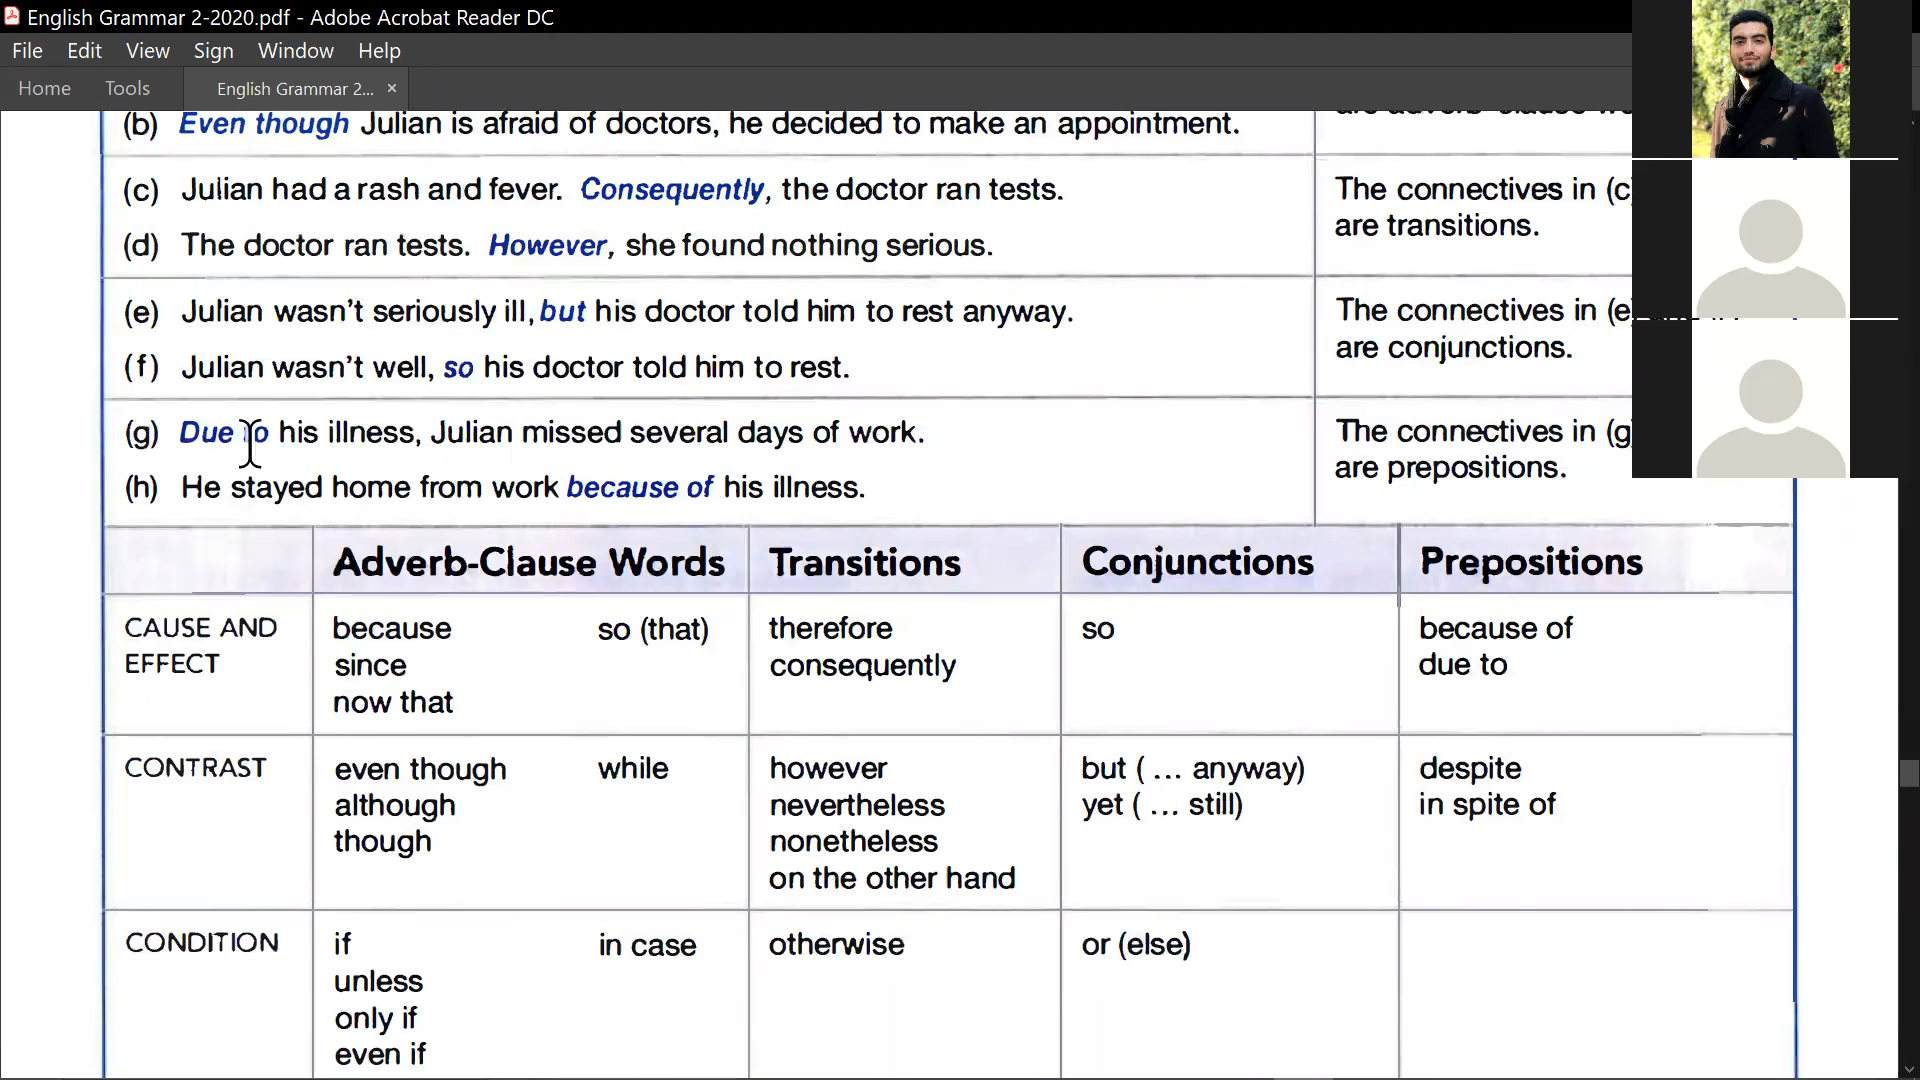 English Grammar 2-2020.pdf - Adobe Acrobat Reader DC
File Edit View Sign Window Help
Home Tools English Grammar 2... ×
(b) Even though Julian is afraid of doctors, he decided to make an appointment.
(c) Julian had a rash and fever. Consequently, the doctor ran tests.
The connectives in (c)
are transitions.
(d) The doctor ran tests. However, she found nothing serious.
(e) Julian wasn't seriously ill, but his doctor told him to rest anyway.
The connectives in (e)
are conjunctions.
(f) Julian wasn't well, so his doctor told him to rest.
(g) Due to his illness, Julian missed several days of work.
The connectives in (g)
are prepositions.
(h) He stayed home from work because of his illness.
Adverb-Clause Words Transitions Conjunctions Prepositions
CAUSE AND because so (that) therefore so because of
EFFECT since consequently due to
now that
CONTRAST even though while however but ( ... anyway) despite
although nevertheless yet ( ... still) in spite of
though nonetheless
on the other hand
CONDITION if in case otherwise or (else)
unless
only if
even if